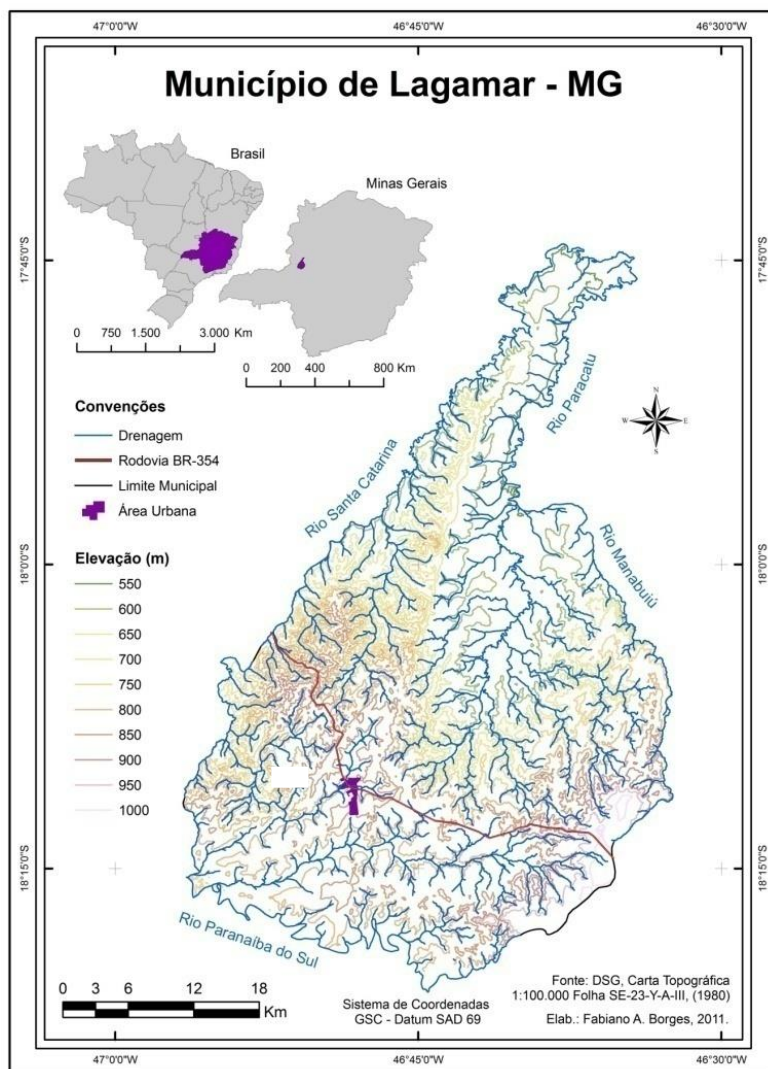 47°0'0"W
46°45'0"W
46°30'0"W
Município de Lagamar - MG
Brasil
Minas Gerais
17°45'0"S
17°45'0"S
0 750 1.500 3.000 Km
0 200 400 800 Km
Rio Paracatu
N
W E
S
Convenções
Drenagem
Rodovia BR-354
Limite Municipal
Área Urbana
Rio Santa Catarina
Rio Manabuiú
18°0'0"S
18°0'0"S
Elevação (m)
550
600
650
700
750
800
850
900
950
1000
18°15'0"S
18°15'0"S
Rio Paranaíba do Sul
0 3 6 12 18
Km
Sistema de Coordenadas
GSC - Datum SAD 69
Fonte: DSG, Carta Topográfica
1:100.000 Folha SE-23-Y-A-III, (1980)
Elab.: Fabiano A. Borges, 2011.
47°0'0"W
46°45'0"W
46°30'0"W